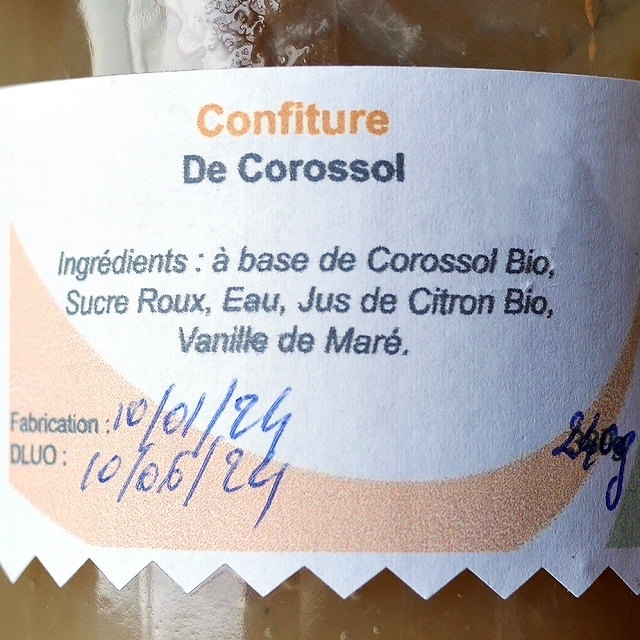 Confiture
De Corossol
Ingrédients : à base de Corossol Bio,
Sucre Roux, Eau, Jus de Citron Bio,
Vanille de Maré.
Fabrication : 10/01/24
DLUO : 10/06/24
240g